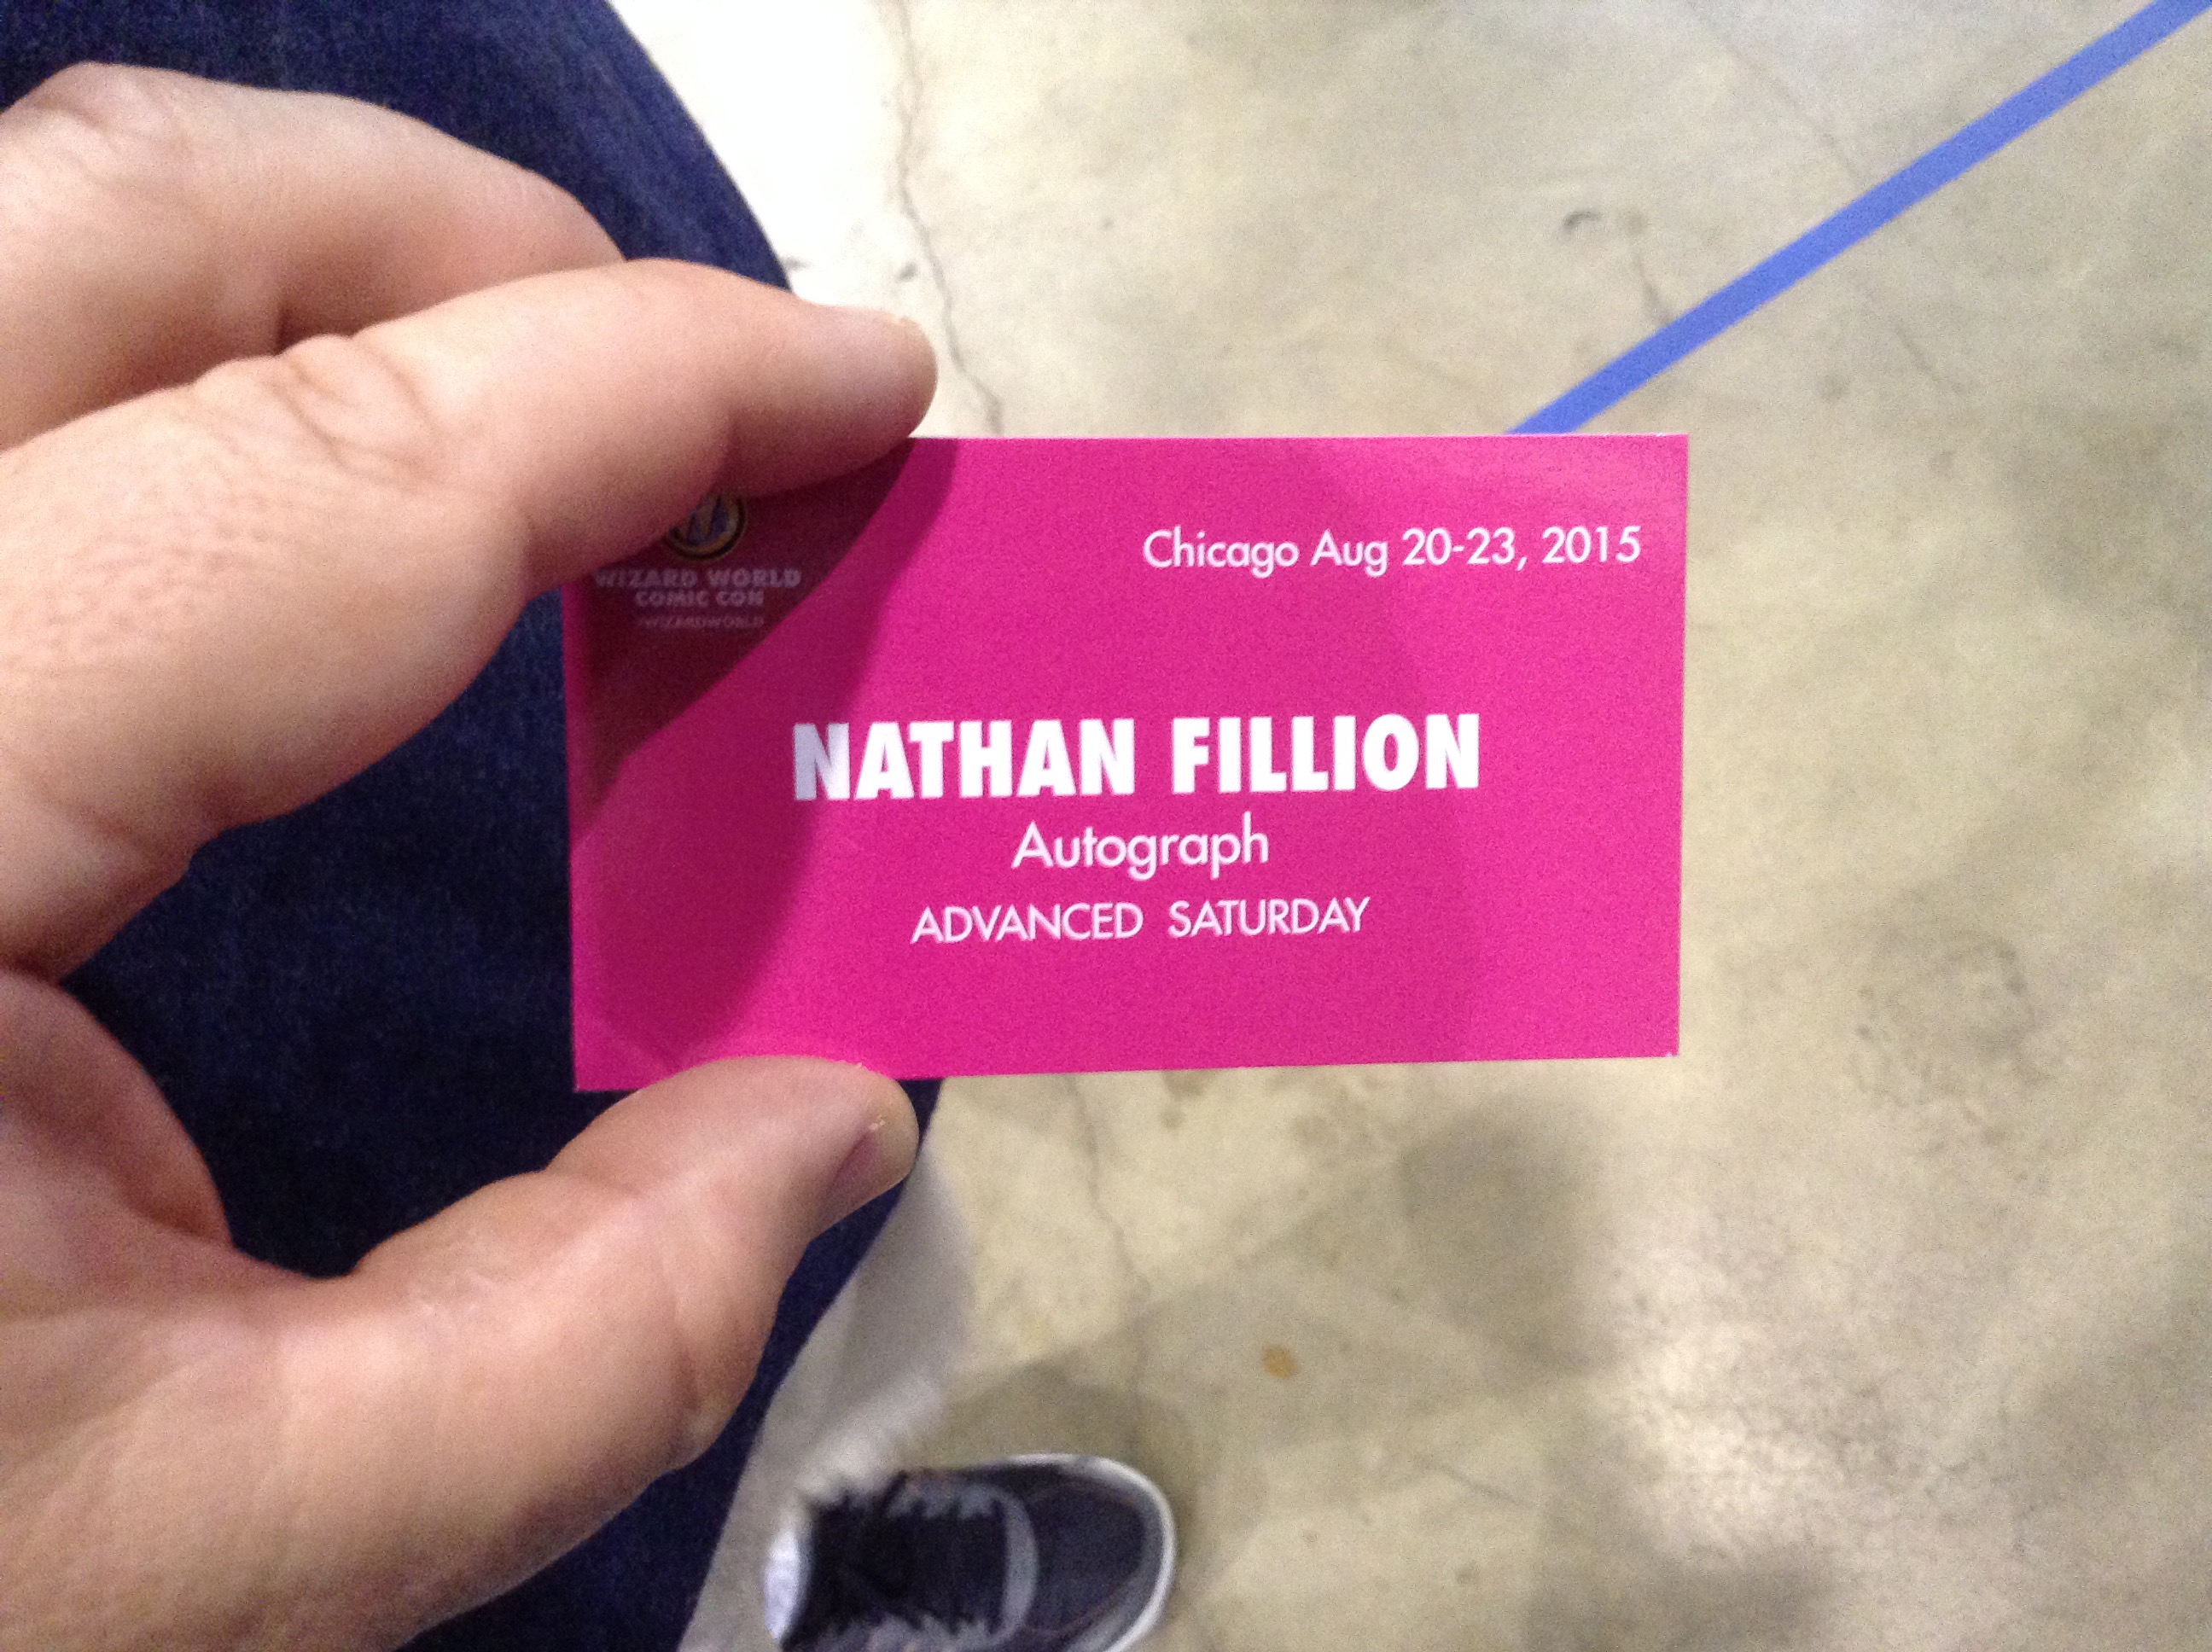 WIZARD WORLD
COMIC CON
Chicago Aug 20-23, 2015
NATHAN FILLION
Autograph
ADVANCED SATURDAY